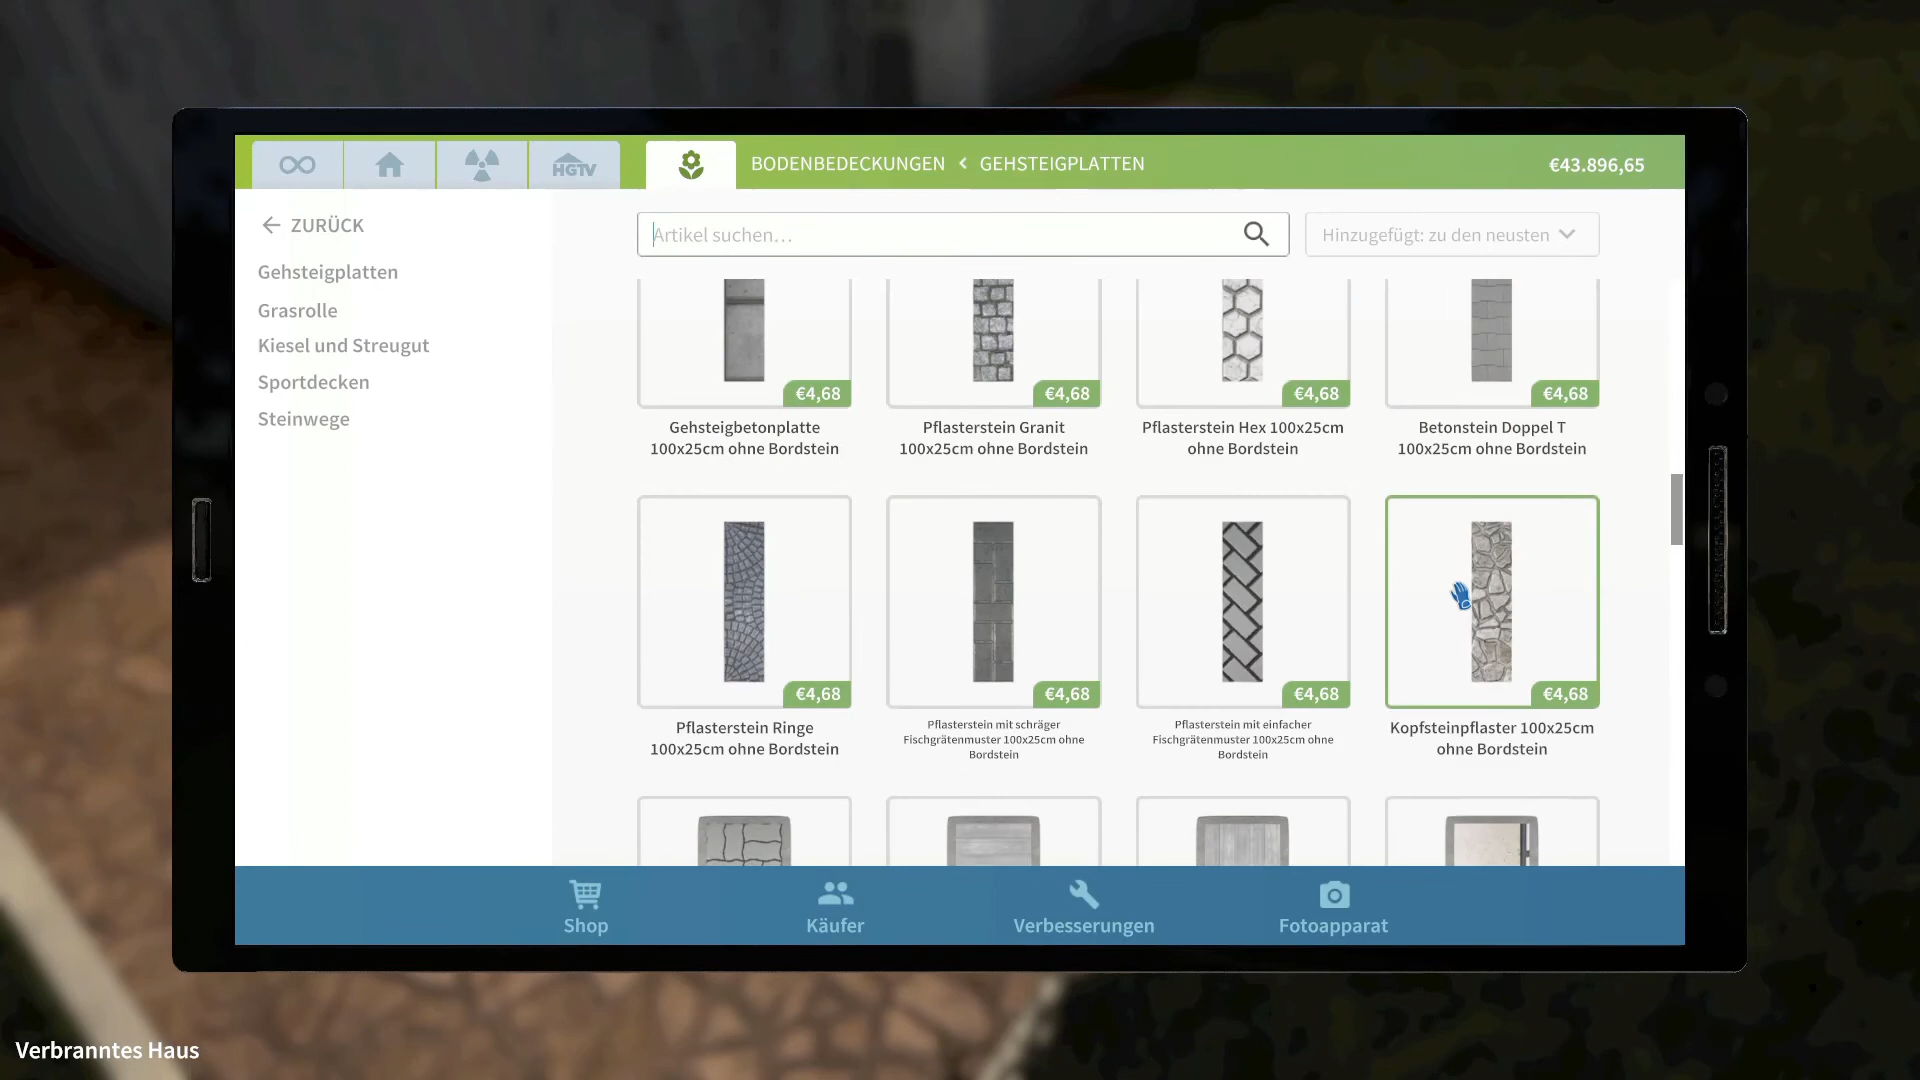 HGTV
BODENBEDECKUNGEN < GEHSTEIGPLATTEN
€43.896,65
ZURÜCK
Gehsteigplatten
Grasrolle
Kiesel und Streugut
Sportdecken
Steinwege
Artikel suchen...
Hinzugefügt: zu den neusten
€4,68
€4,68
€4,68
€4,68
Gehsteigbetonplatte
100x25cm ohne Bordstein
Pflasterstein Granit
100x25cm ohne Bordstein
Pflasterstein Hex 100x25cm
ohne Bordstein
Betonstein Doppel T
100x25cm ohne Bordstein
€4,68
€4,68
€4,68
€4,68
Pflasterstein Ringe
100x25cm ohne Bordstein
Pflasterstein mit schräger
Fischgrätenmuster 100x25cm ohne
Bordstein
Pflasterstein mit einfacher
Fischgrätenmuster 100x25cm ohne
Bordstein
Kopfsteinpflaster 100x25cm
ohne Bordstein
Shop
Käufer
Verbesserungen
Fotoapparat
Verbranntes Haus